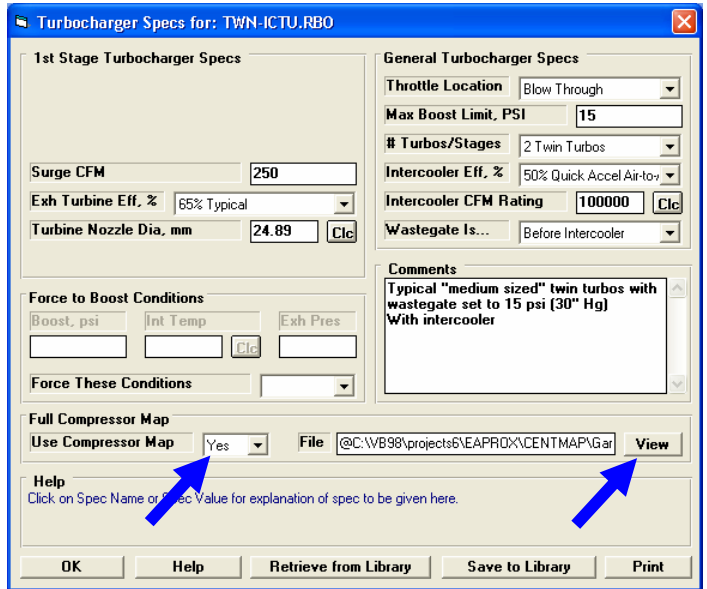 Turbocharger Specs for: TWN-ICTU.RBO
1st Stage Turbocharger Specs
Surge CFM 250
Exh Turbine Eff, % 65% Typical
Turbine Nozzle Dia, mm 24.89 Clc
General Turbocharger Specs
Throttle Location Blow Through
Max Boost Limit, PSI 15
# Turbos/Stages 2 Twin Turbos
Intercooler Eff, % 50% Quick Accel Air-to-
Intercooler CFM Rating 100000 Clc
Wastegate Is... Before Intercooler
Force to Boost Conditions
Boost, psi Int Temp Exh Pres
Clc
Force These Conditions
Comments
Typical "medium sized" twin turbos with
wastegate set to 15 psi (30" Hg)
With intercooler
Full Compressor Map
Use Compressor Map Yes File @C:\VB98\projects6\EAPROX\CENTMAP\Gar View
Help
Click on Spec Name or Spec Value for explanation of spec to be given here.
OK Help Retrieve from Library Save to Library Print